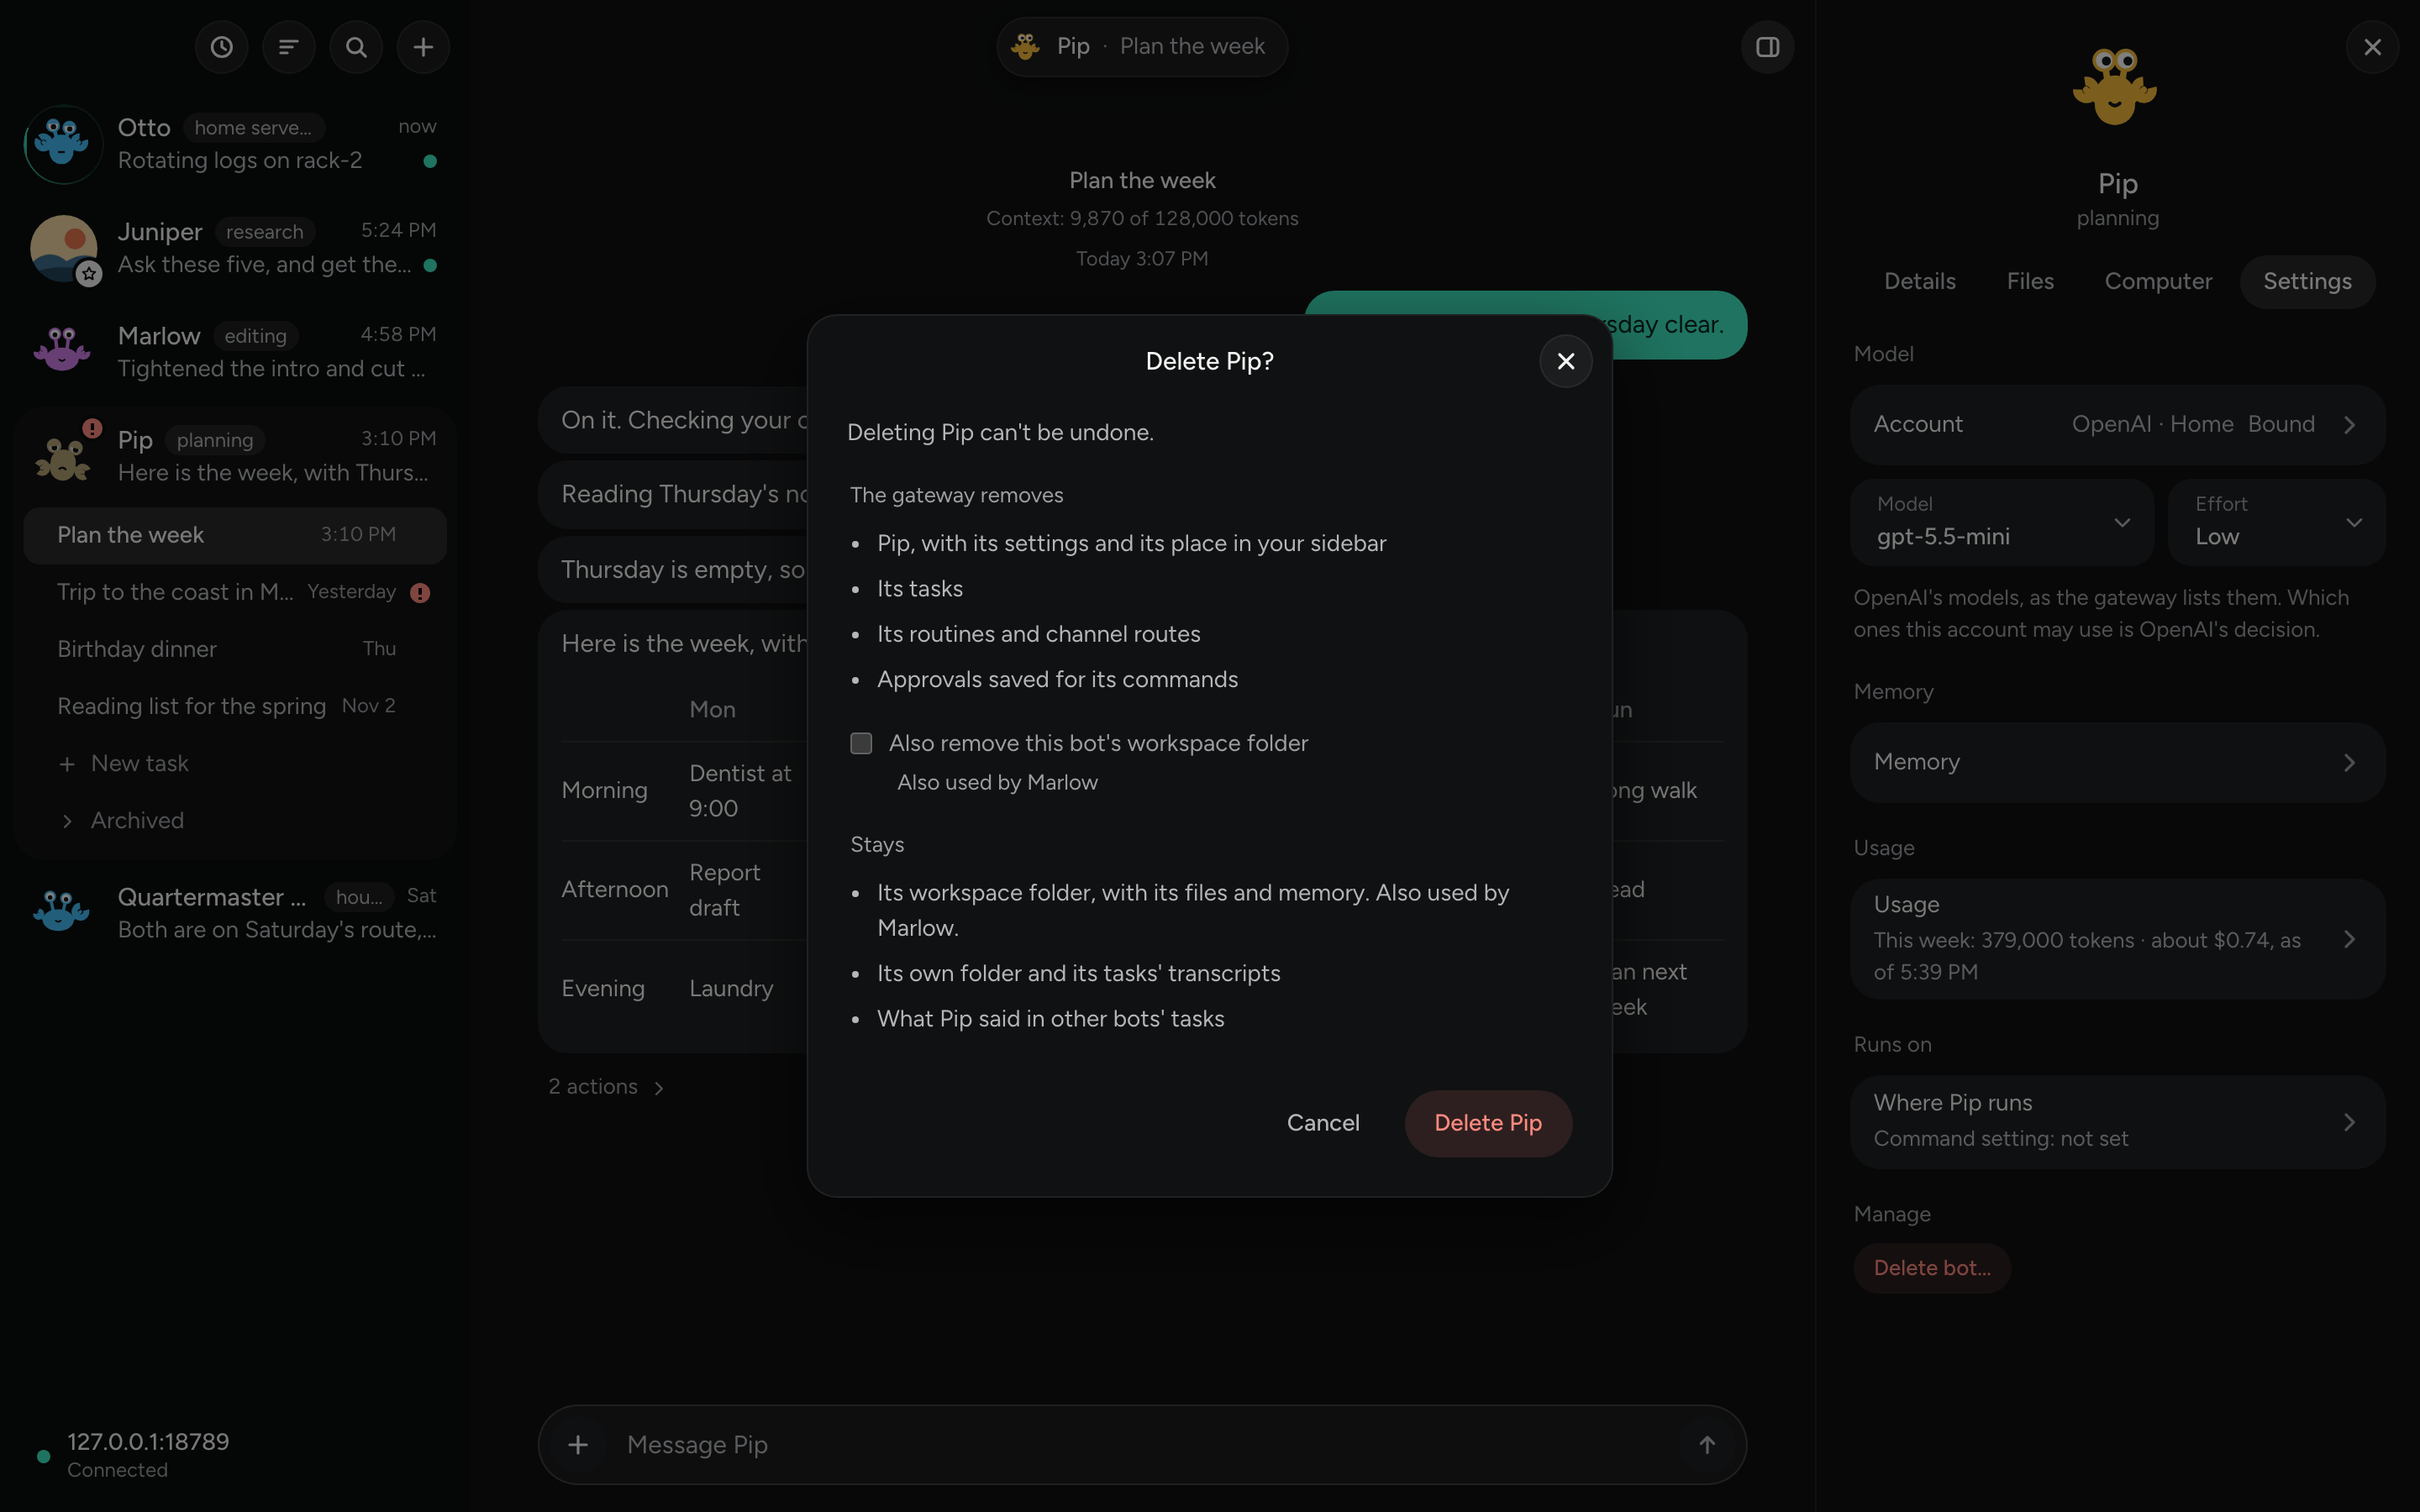 Otto
home serve...
now
Rotating logs on rack-2
Juniper
research
5:24 PM
Ask these five, and get the...
Marlow
editing
4:58 PM
Tightened the intro and cut ...
Pip
planning
3:10 PM
Here is the week, with Thurs...
Plan the week
3:10 PM
Trip to the coast in M...
Yesterday
Birthday dinner
Thu
Reading list for the spring
Nov 2
New task
Archived
Quartermaster ...
hou...
Sat
Both are on Saturday's route,...
127.0.0.1:18789
Connected
Pip · Plan the week
Plan the week
Context: 9,870 of 128,000 tokens
Today 3:07 PM
clear.
On it. Checking your
Reading Thursday's
Thursday is empty, so
Here is the week, with
Mon
Morning
Dentist at
9:00
walk
Afternoon
Report
draft
Evening
Laundry
next
2 actions
Message Pip
Delete Pip?
Deleting Pip can't be undone.
The gateway removes
• Pip, with its settings and its place in your sidebar
• Its tasks
• Its routines and channel routes
• Approvals saved for its commands
Also remove this bot's workspace folder
Also used by Marlow
Stays
• Its workspace folder, with its files and memory. Also used by
Marlow.
• Its own folder and its tasks' transcripts
• What Pip said in other bots' tasks
Cancel
Delete Pip
Pip
planning
Details
Files
Computer
Settings
Model
Account
OpenAI · Home Bound
Model
gpt-5.5-mini
Effort
Low
OpenAI's models, as the gateway lists them. Which
ones this account may use is OpenAI's decision.
Memory
Memory
Usage
Usage
This week: 379,000 tokens · about $0.74, as
of 5:39 PM
Runs on
Where Pip runs
Command setting: not set
Manage
Delete bot...